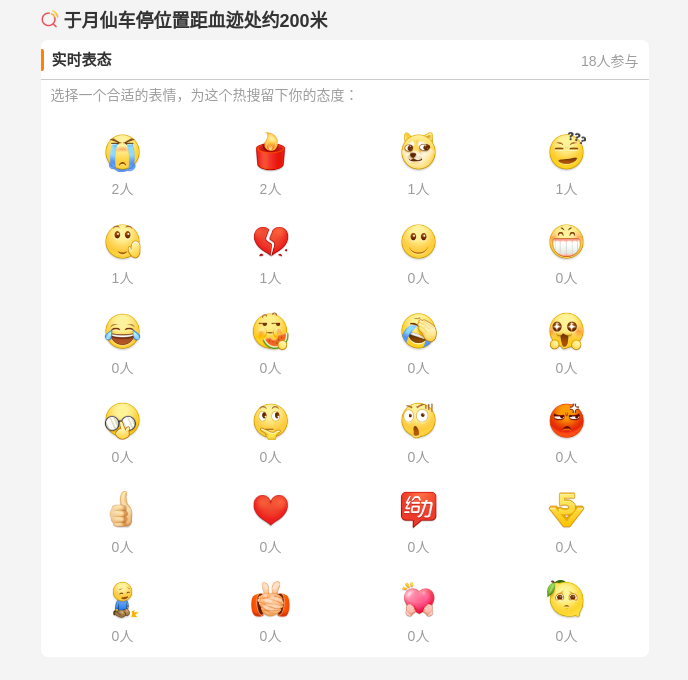 于月仙车停位置距血迹处约200米
实时表态 18人参与
选择一个合适的表情，为这个热搜留下你的态度：
2人 2人 1人 1人
1人 1人 0人 0人
0人 0人 0人 0人
0人 0人 0人 0人
给力 5
0人 0人 0人 0人
0人 0人 0人 0人